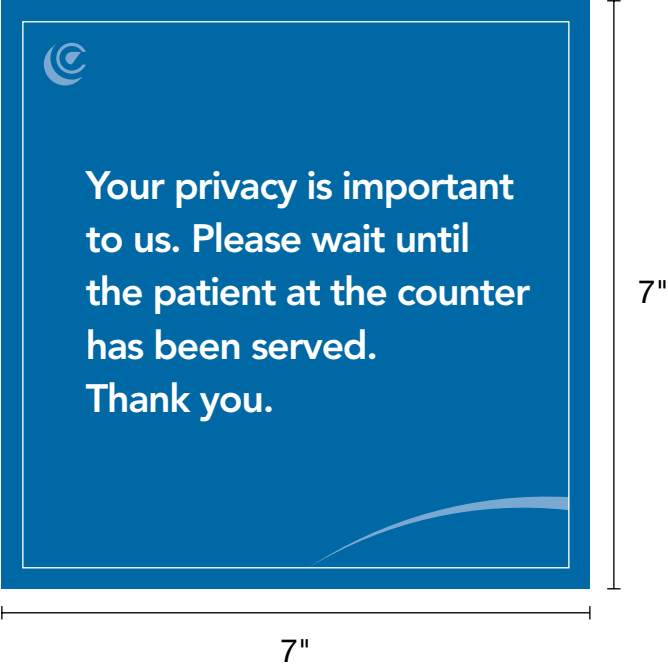 Your privacy is important
to us. Please wait until
the patient at the counter
has been served.
Thank you.
7"
7"